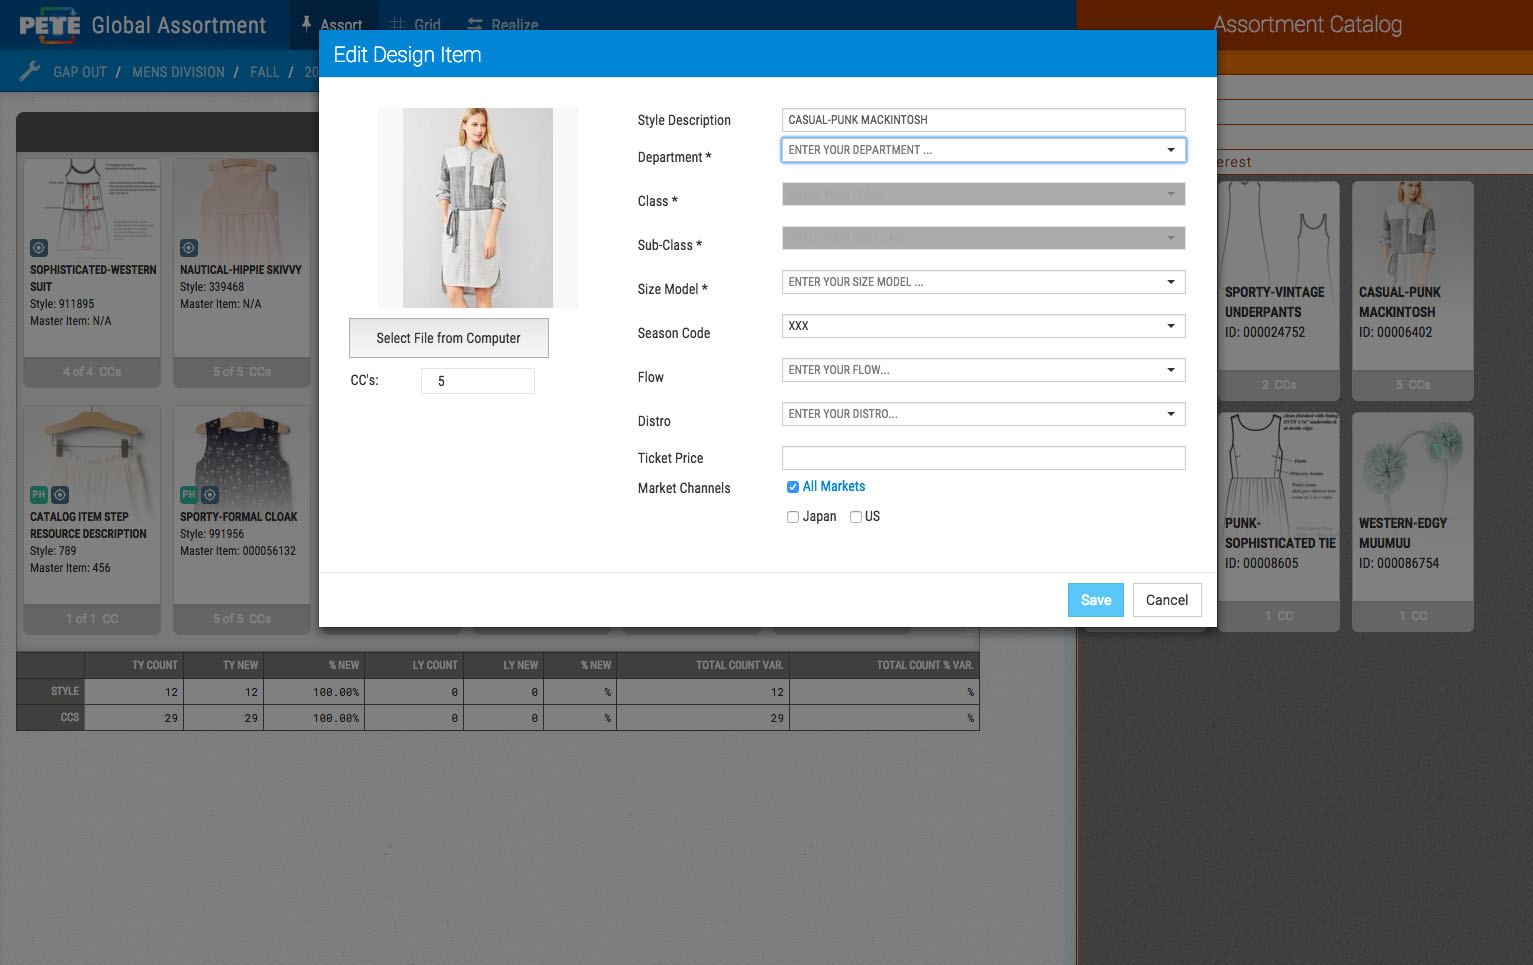 PETE Global Assortment
Assort
Grid
Realize
Assortment Catalog
GAP OUT / MENS DIVISION / FALL / 20
Edit Design Item
Style Description
CASUAL-PUNK MACKINTOSH
Department *
ENTER YOUR DEPARTMENT ...
Class *
Sub-Class *
Size Model *
ENTER YOUR SIZE MODEL ...
Season Code
XXX
Flow
ENTER YOUR FLOW...
Distro
ENTER YOUR DISTRO...
Ticket Price
Market Channels
All Markets
Japan
US
Select File from Computer
CC's:
5
Save
Cancel
SOPHISTICATED-WESTERN
SUIT
Style: 911895
Master Item: N/A
4 of 4 CCs
NAUTICAL-HIPPIE SKIVVY
Style: 339468
Master Item: N/A
5 of 5 CCs
PH
CATALOG ITEM STEP
RESOURCE DESCRIPTION
Style: 789
Master Item: 456
1 of 1 CC
PH
SPORTY-FORMAL CLOAK
Style: 991956
Master Item: 000056132
5 of 5 CCs
erest
SPORTY-VINTAGE
UNDERPANTS
ID: 000024752
2 CCs
CASUAL-PUNK
MACKINTOSH
ID: 00006402
5 CCs
PUNK-
SOPHISTICATED TIE
ID: 00008605
1 CC
WESTERN-EDGY
MUUMUU
ID: 000086754
1 CC
TY COUNT TY NEW % NEW LY COUNT LY NEW % NEW TOTAL COUNT VAR. TOTAL COUNT % VAR.
STYLE 12 12 100.00% 0 0 % 12 %
CCS 29 29 100.00% 0 0 % 29 %